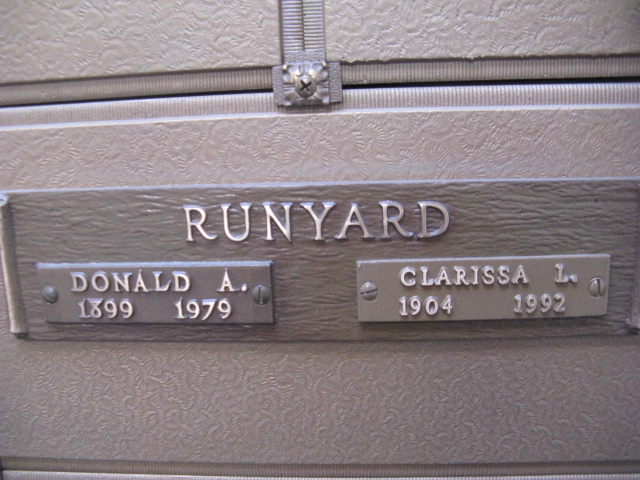 RUNYARD
DONALD A.
1899 1979
CLARISSA L.
1904 1992